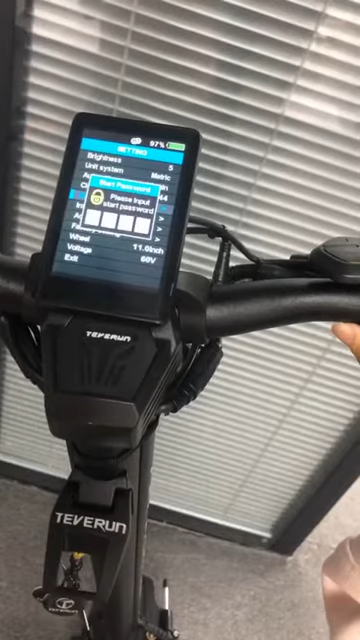 97%
SETTING
Brightness 5
Unit system Metric
Start Password
Please input
start password
Wheel 11.0Inch
Voltage 60V
Exit
TEVERUN
TEVERUN
TEVERUN